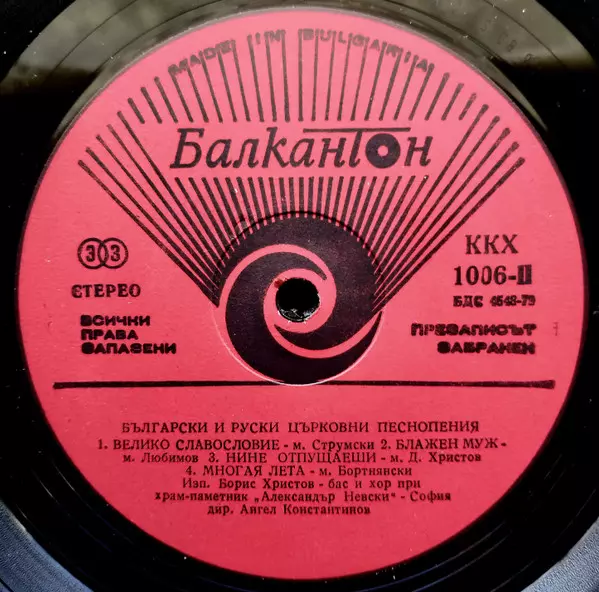 MADE IN BULGARIA
Балкантон
33
СТЕРЕО
ВСИЧКИ
ПРАВА
ЗАПАЗЕНИ
ККХ
1006-II
БДС 4548-79
ПРЕЗАПИСЪТ
ЗАБРАНЕН
БЪЛГАРСКИ И РУСКИ ЦЪРКОВНИ ПЕСНОПЕНИЯ
1. ВЕЛИКО СЛАВОСЛОВИЕ - м. Струмски 2. БЛАЖЕН МУЖ -
м. Любимов 3. НИНЕ ОТПУЩАЕШИ - м. Д. Христов
4. МНОГАЯ ЛЕТА - м. Бортнянски
Изп. Борис Христов - бас и хор при
храм-паметник „Александър Невски" - София
дир. Ангел Константинов